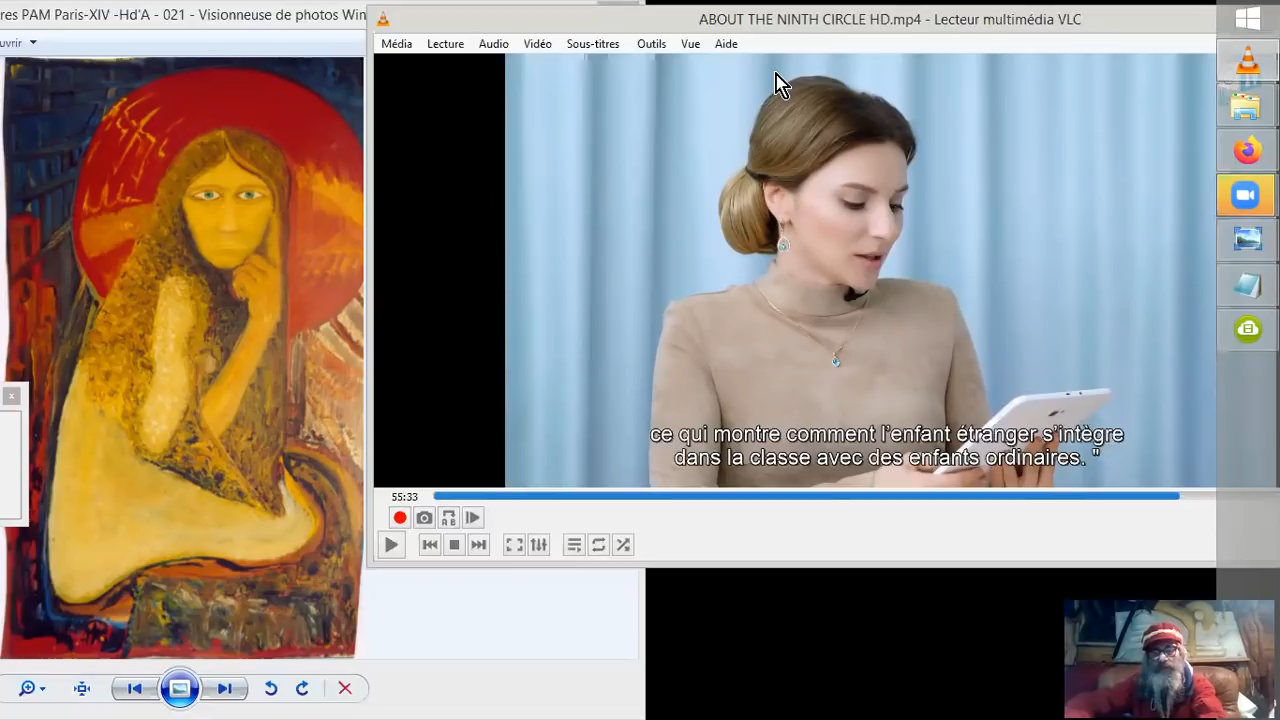 res PAM Paris-XIV -Hd'A - 021 - Visionneuse de photos Win
ABOUT THE NINTH CIRCLE HD.mp4 - Lecteur multimédia VLC
uvrir
Média Lecture Audio Vidéo Sous-titres Outils Vue Aide
ce qui montre comment l'enfant étranger s'intègre
dans la classe avec des enfants ordinaires. "
55:33